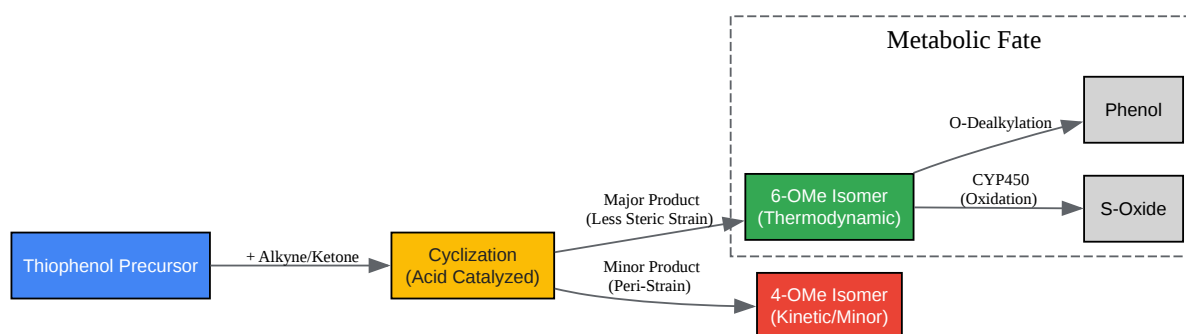 Metabolic Fate
Thiophenol Precursor
+ Alkyne/Ketone
Cyclization
(Acid Catalyzed)
Major Product
(Less Steric Strain)
Minor Product
(Peri-Strain)
6-OMe Isomer
(Thermodynamic)
4-OMe Isomer
(Kinetic/Minor)
O-Dealkylation
Phenol
CYP450
(Oxidation)
S-Oxide